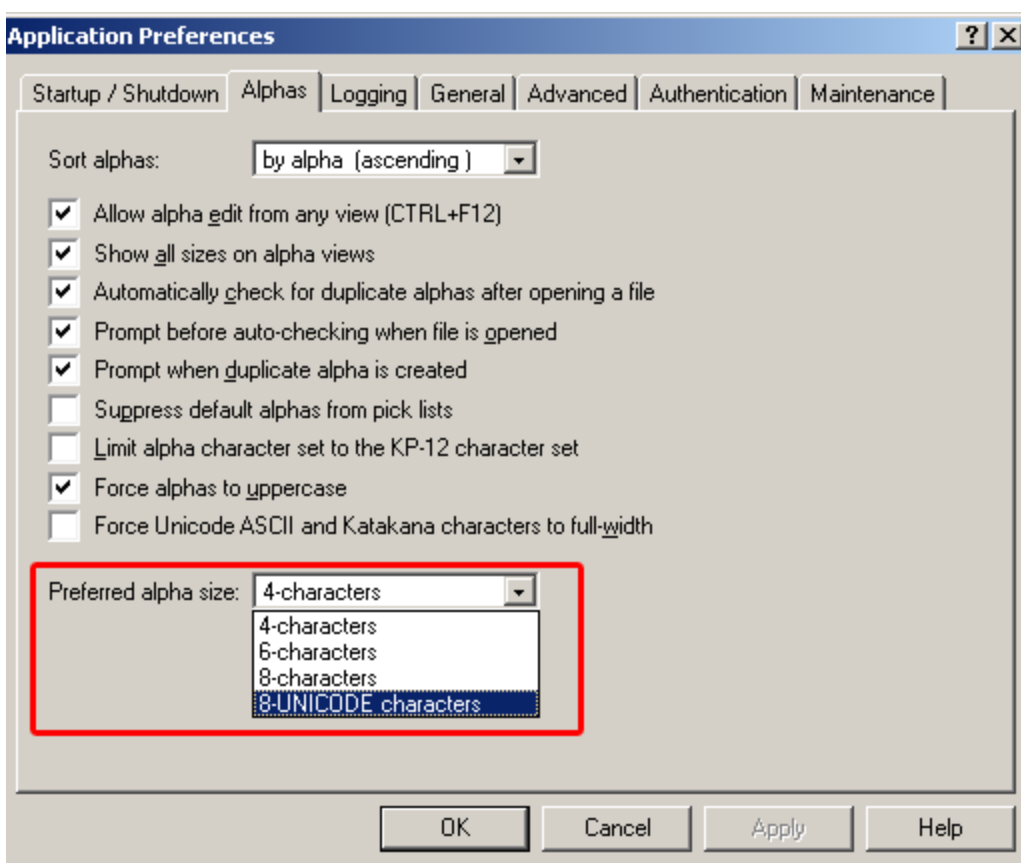 Application Preferences
Startup / Shutdown Alphas Logging General Advanced Authentication Maintenance
Sort alphas: by alpha (ascending )
Allow alpha edit from any view (CTRL+F12)
Show all sizes on alpha views
Automatically check for duplicate alphas after opening a file
Prompt before auto-checking when file is opened
Prompt when duplicate alpha is created
Suppress default alphas from pick lists
Limit alpha character set to the KP-12 character set
Force alphas to uppercase
Force Unicode ASCII and Katakana characters to full-width
Preferred alpha size: 4-characters
4-characters
6-characters
8-characters
8-UNICODE characters
OK Cancel Apply Help